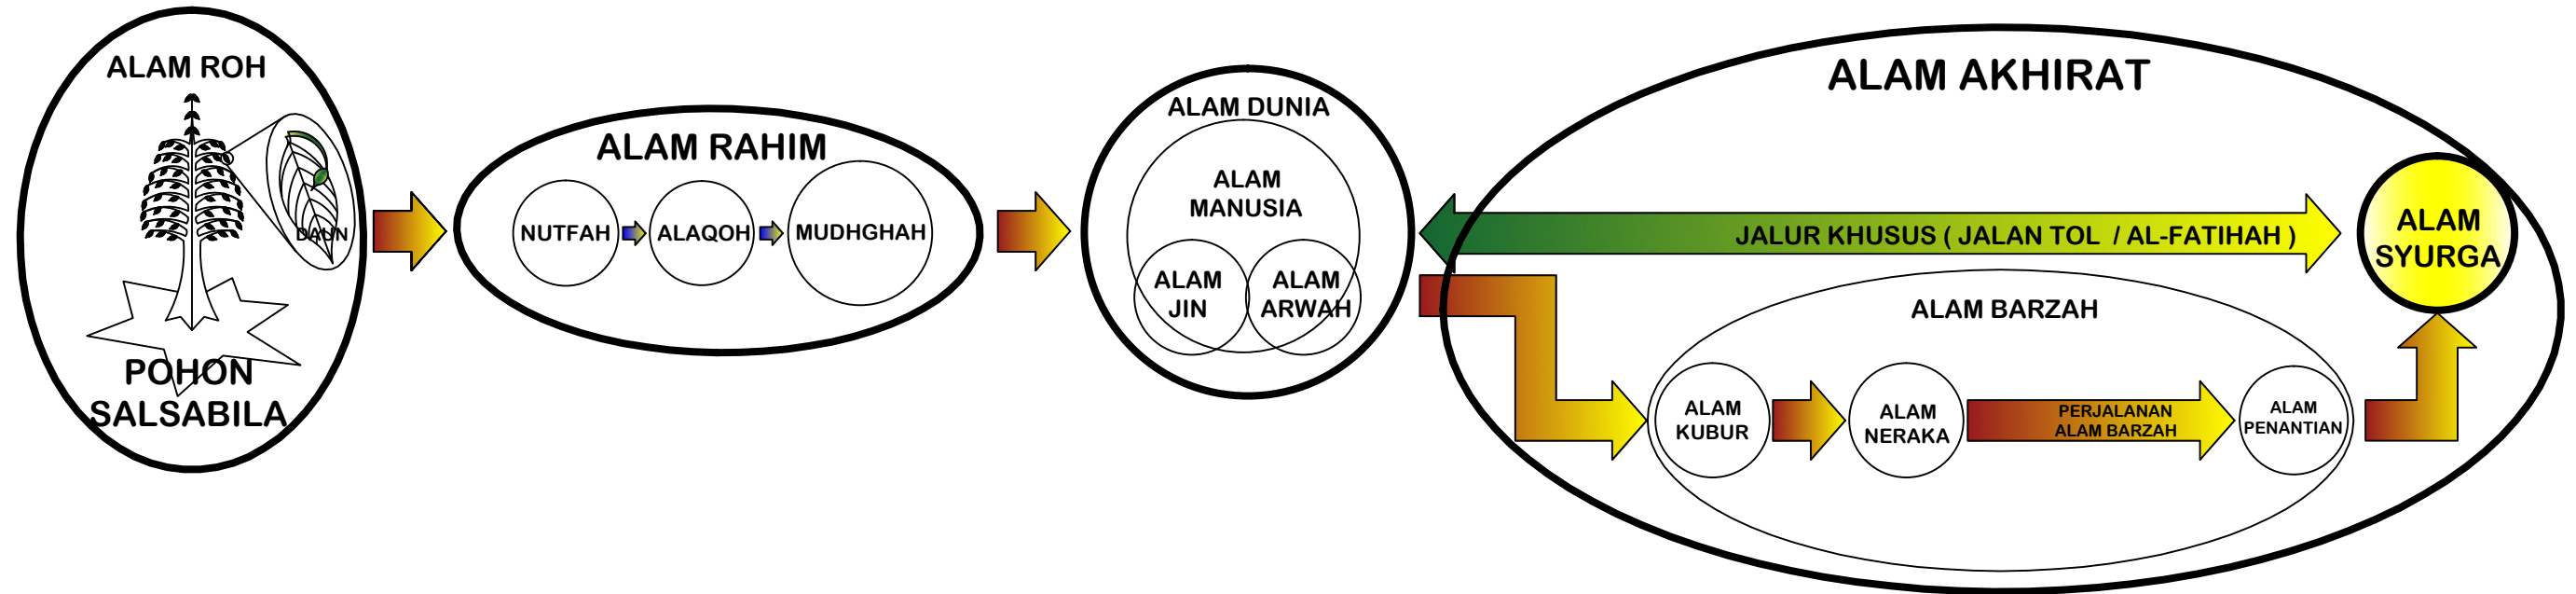 ALAM ROH
DAUN
POHON
SALSABILA
ALAM RAHIM
NUTFAH
ALAQOH
MUDHGHAH
ALAM DUNIA
ALAM
MANUSIA
ALAM
JIN
ALAM
ARWAH
ALAM AKHIRAT
JALUR KHUSUS ( JALAN TOL / AL-FATIHAH )
ALAM
SYURGA
ALAM BARZAH
ALAM
KUBUR
ALAM
NERAKA
PERJALANAN
ALAM BARZAH
ALAM
PENANTIAN